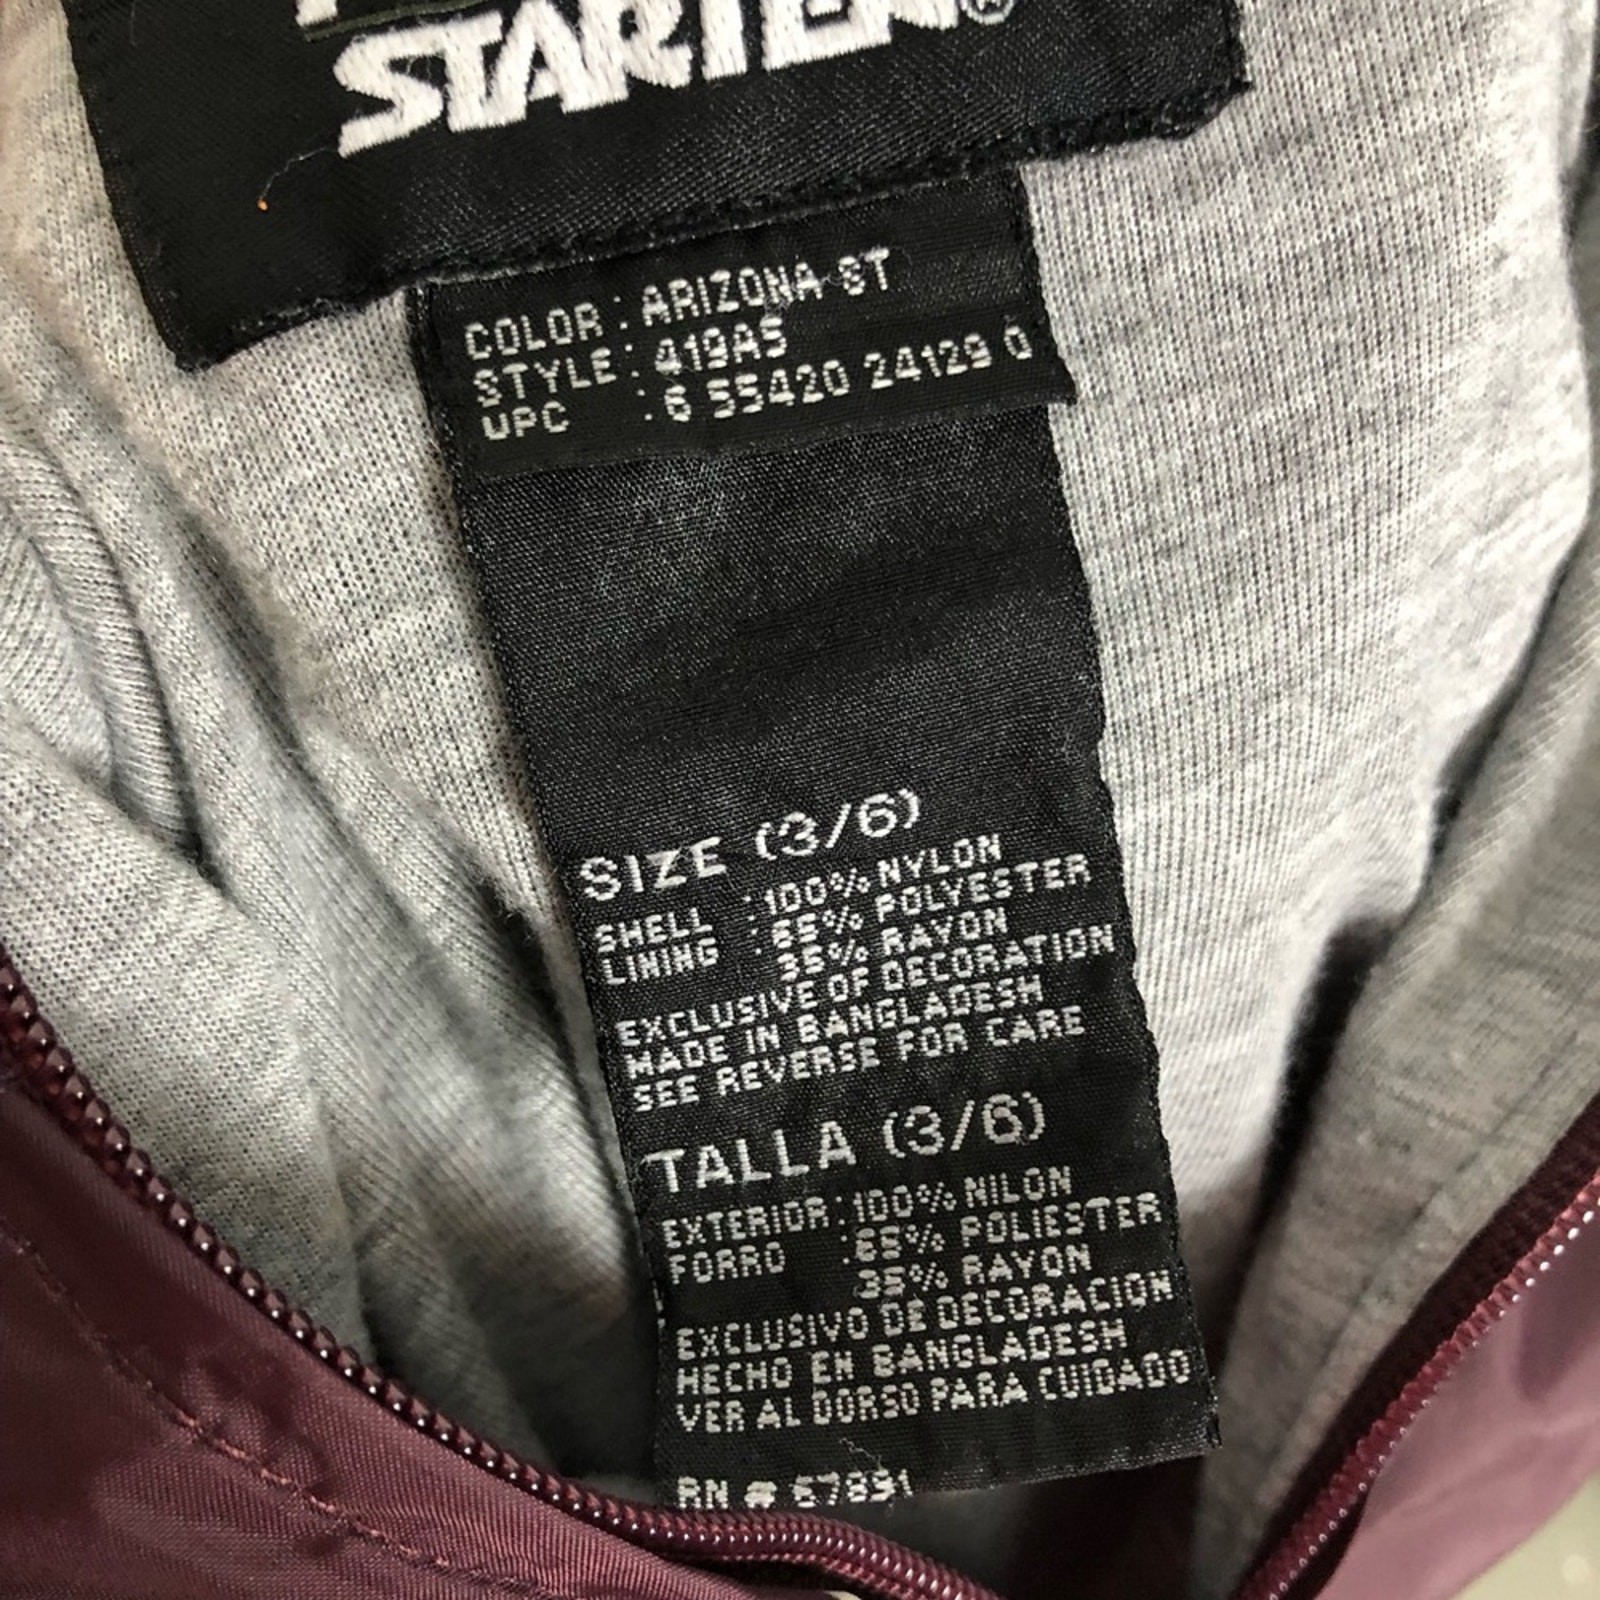 STARTER®
COLOR : ARIZONA ST
STYLE : 419AS
UPC : 6 55420 24129 0
SIZE (3/6)
SHELL : 100% NYLON
LINING : 65% POLYESTER
35% RAYON
EXCLUSIVE OF DECORATION
MADE IN BANGLADESH
SEE REVERSE FOR CARE
TALLA (3/6)
EXTERIOR : 100% NILON
FORRO : 65% POLIESTER
35% RAYON
EXCLUSIVO DE DECORACION
HECHO EN BANGLADESH
VER AL DORSO PARA CUIDADO
RN # 67891